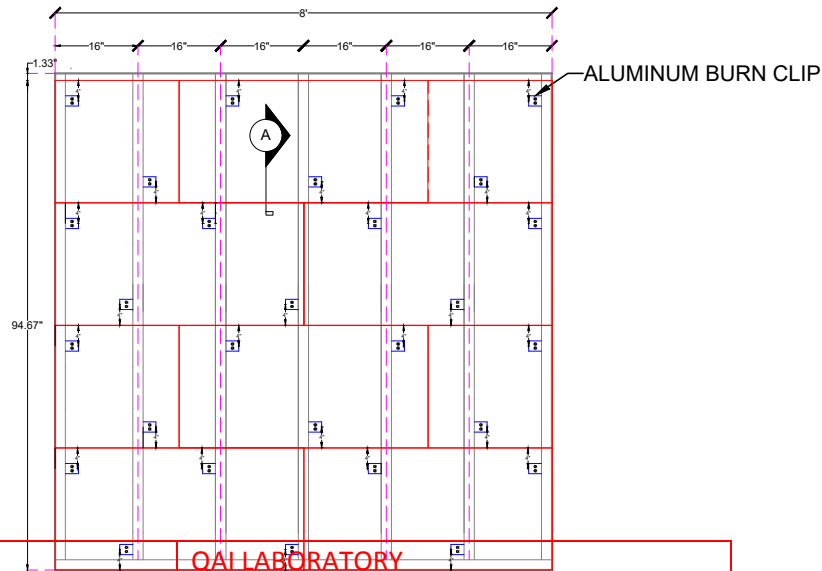 8'
16" 16" 16" 16" 16" 16"
1.33"
ALUMINUM BURN CLIP
A
94.67"
QAI LABORATORY